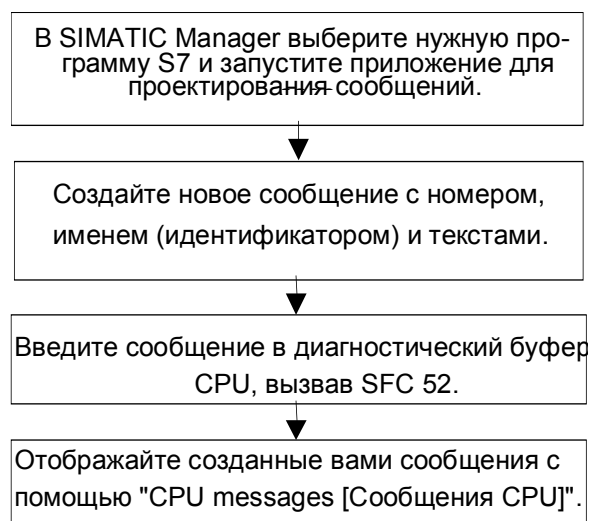 В SIMATIC Manager выберите нужную про-
грамму S7 и запустите приложение для
проектирования сообщений.
Создайте новое сообщение с номером,
именем (идентификатором) и текстами.
Введите сообщение в диагностический буфер
CPU, вызвав SFC 52.
Отображайте созданные вами сообщения с
помощью "CPU messages [Сообщения CPU]".